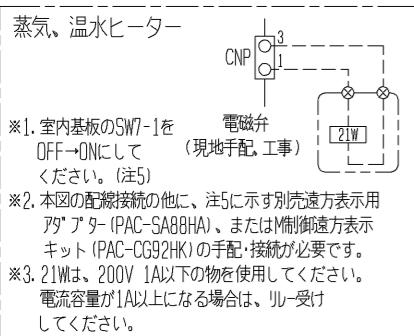 蒸気、温水ヒーター
3
CNP
1
電磁弁
(現地手配、工事)
21W
※1. 室内基板のSW7-1を
OFF→ONにして
ください。(注5)
※2. 本図の配線接続の他に、注5に示す別売遠方表示用
アダプター(PAC-SA88HA)、またはM制御遠方表示
キット(PAC-CG92HK)の手配・接続が必要です。
※3. 21Wは、200V 1A以下の物を使用してください。
電流容量が1A以上になる場合は、リレー受け
してください。